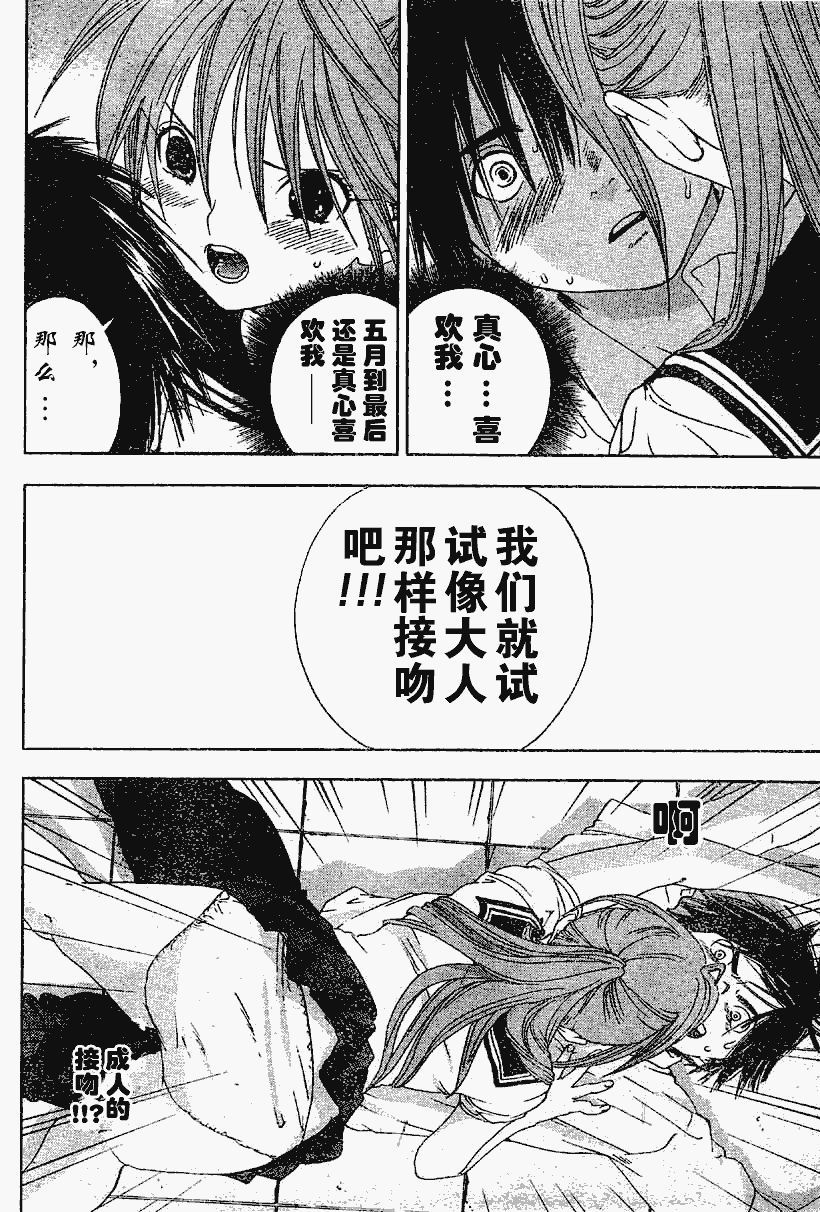 真心…喜
欢我…
五月到最后
还是真心喜
欢我——
那，
那么…
我们就试
试像大人
那样接吻
吧!!!
啊
成人的
接吻!!?